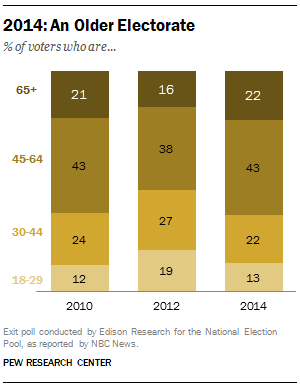 2014: An Older Electorate
% of voters who are...
65+ 21 16 22
45-64 43 38 43
30-44 24 27 22
18-29 12 19 13
2010 2012 2014
Exit poll conducted by Edison Research for the National Election
Pool, as reported by NBC News.
PEW RESEARCH CENTER